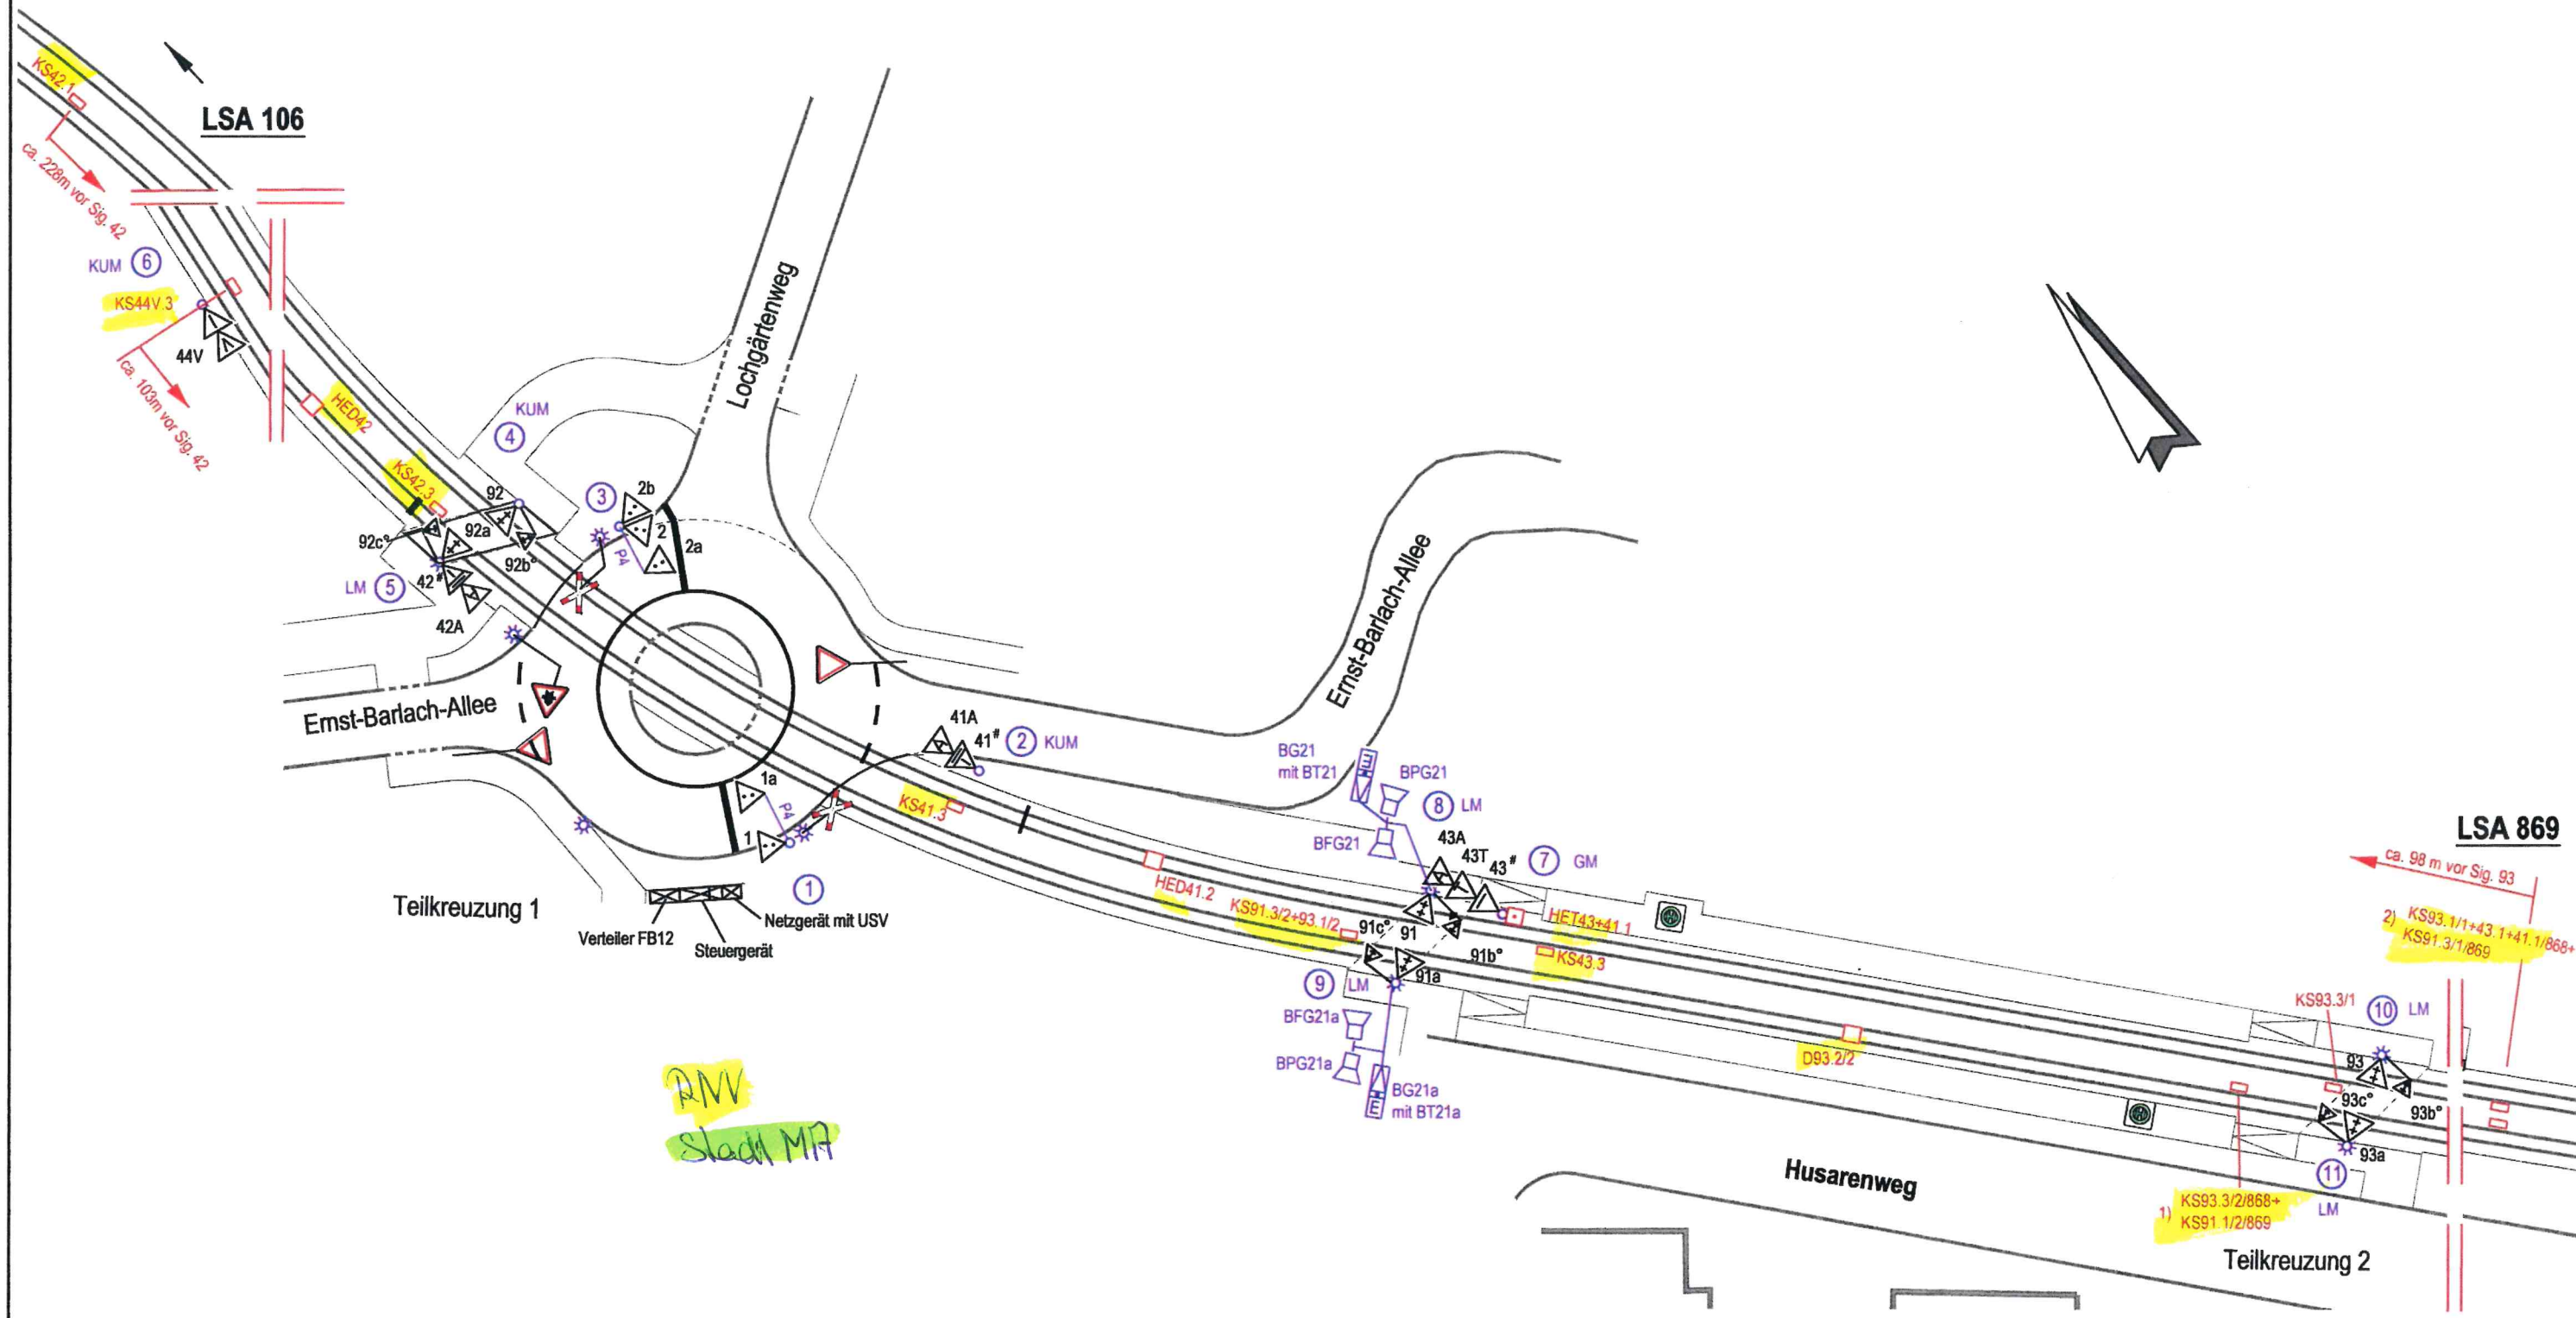 KS42.1
LSA 106
ca. 228m vor Sig. 42
KUM 6
KS44V.3
44V
ca. 103m vor Sig. 42
HED42
KS42.3
KUM
4
92
92a
92b°
92c°
LM 5
42#
42A
3
2b
2
2a
P4
Lochgärtenweg
Ernst-Barlach-Allee
Ernst-Barlach-Allee
41A
41# 2 KUM
1a
P4
1
KS41.3
1
Teilkreuzung 1
Verteiler FB12
Steuergerät
Netzgerät mit USV
HED41.2
KS91.3/2+93.1/2
BG21
mit BT21
BPG21
8 LM
BFG21
43A
43T
43#
7 GM
HET43+41.1
KS43.3
91c°
91
91b°
91a
9 LM
BFG21a
BPG21a
BG21a
mit BT21a
H
H
D93.2/2
LSA 869
ca. 98 m vor Sig. 93
2) KS93.1/1+43.1+41.1/868+
KS91.3/1/869
KS93.3/1
10 LM
93
93c°
93b°
93a
11
LM
1) KS93.3/2/868+
KS91.1/2/869
Husarenweg
Teilkreuzung 2
RNV
Stadt MA